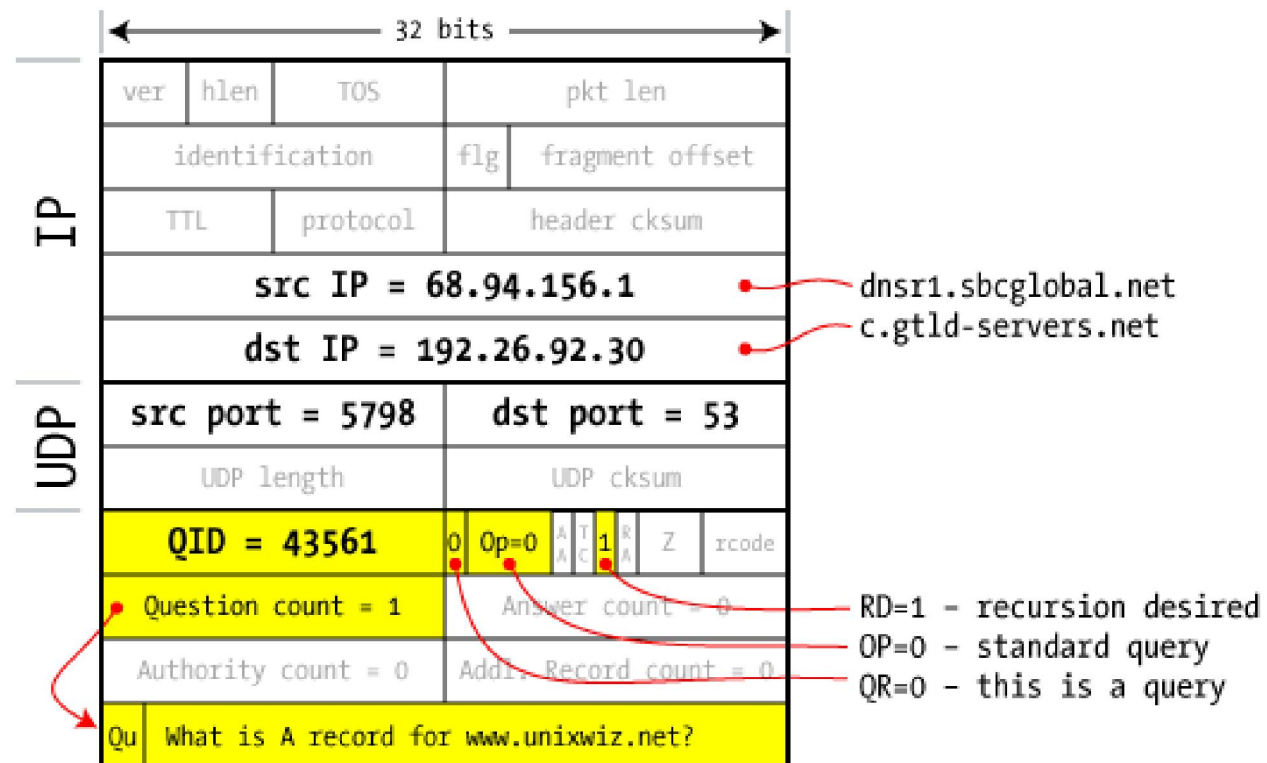 32 bits
IP
ver hlen TOS pkt len
identification flg fragment offset
TTL protocol header cksum
src IP = 68.94.156.1 dnsr1.sbcglobal.net
dst IP = 192.26.92.30 c.gtld-servers.net
UDP
src port = 5798 dst port = 53
UDP length UDP cksum
QID = 43561 0 Op=0 AA TC 1 RA Z rcode
Question count = 1 Answer count = 0 RD=1 – recursion desired
OP=0 – standard query
Authority count = 0 Addl. Record count = 0 QR=0 – this is a query
Qu What is A record for www.unixwiz.net?